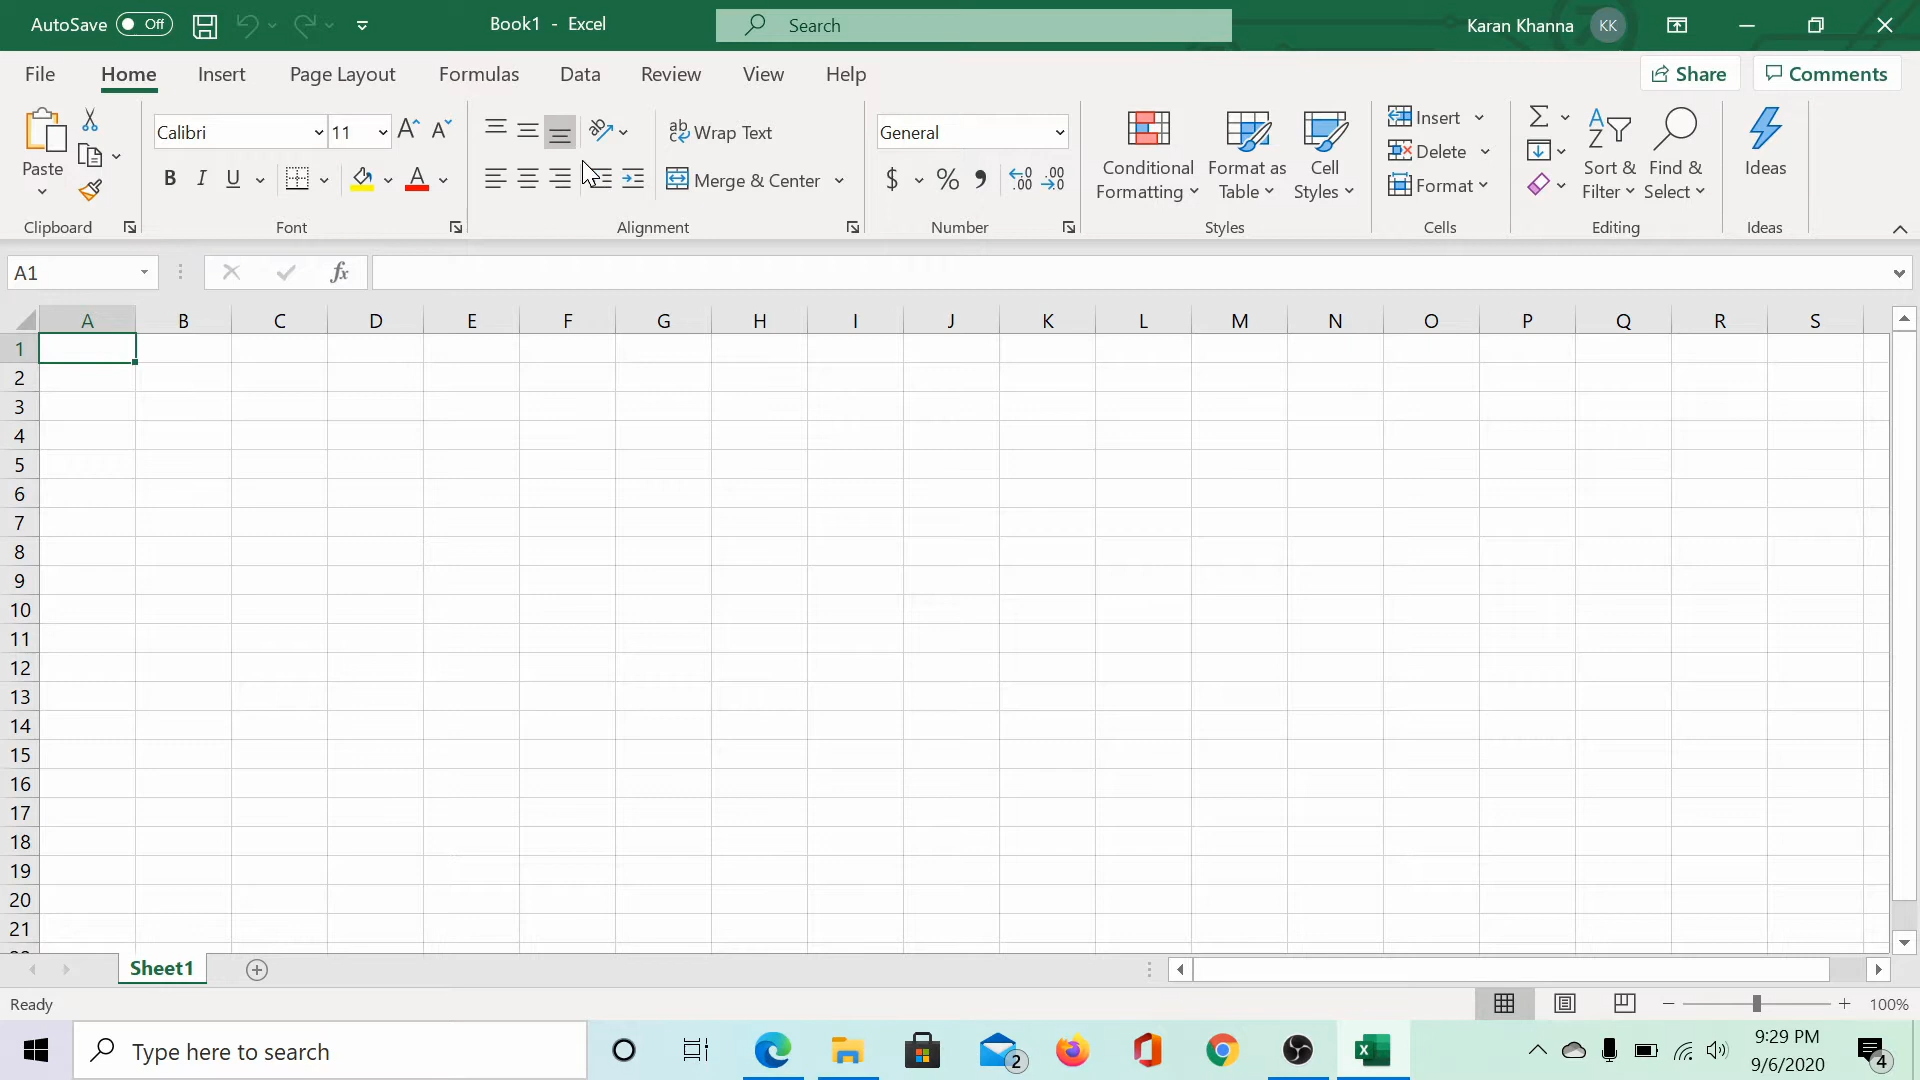 AutoSave Off Book1 - Excel Search Karan Khanna KK
File Home Insert Page Layout Formulas Data Review View Help Share Comments
Paste Calibri 11 Wrap Text General Conditional Formatting Format as Table Cell Styles Insert Sort & Filter Find & Select Ideas
B I U Merge & Center $ % Delete
Format
Clipboard Font Alignment Number Styles Cells Editing Ideas
A1 fx
A B C D E F G H I J K L M N O P Q R S
1
2
3
4
5
6
7
8
9
10
11
12
13
14
15
16
17
18
19
20
21
Sheet1
Ready 100%
Type here to search 2 9:29 PM
9/6/2020 4